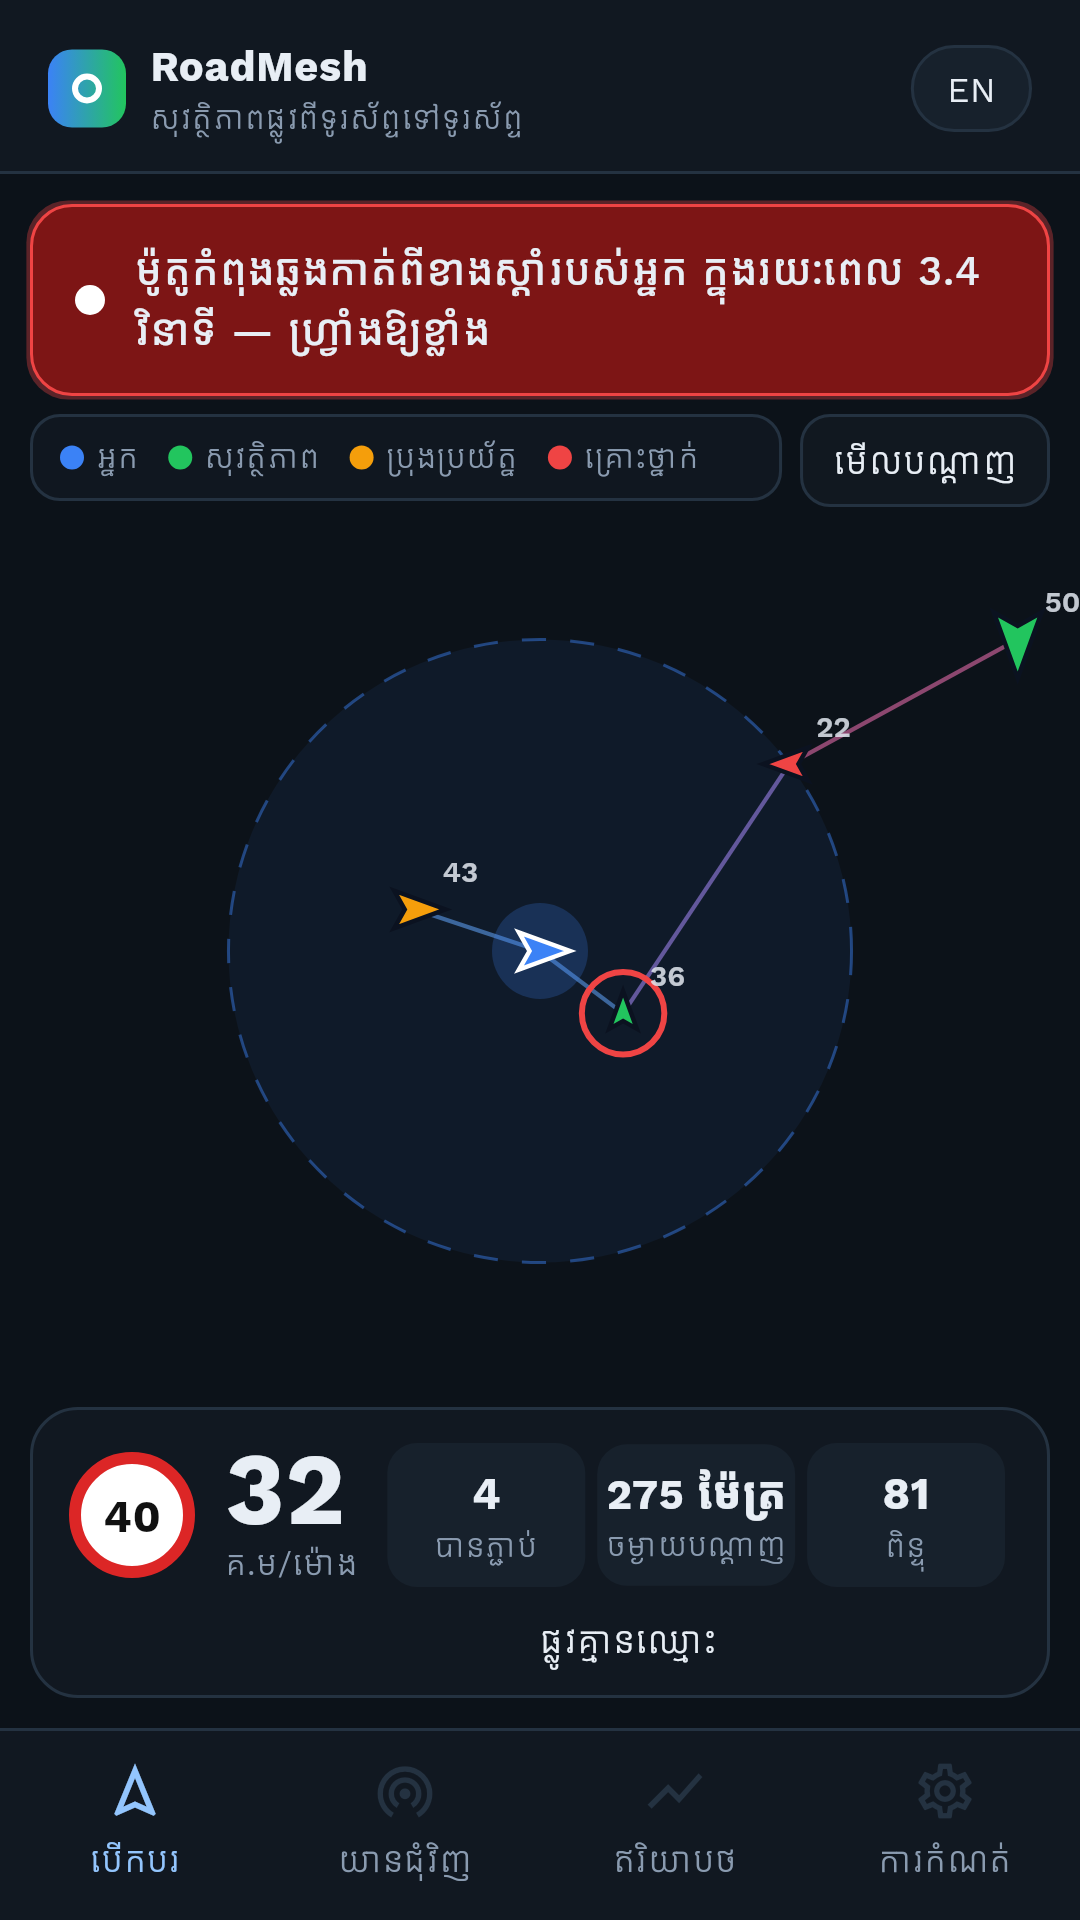 RoadMesh
សុវត្ថិភាពផ្លូវពីទូរស័ព្ទទៅទូរស័ព្ទ
EN
ម៉ូតូកំពុងឆ្លងកាត់ពីខាងស្តាំរបស់អ្នក ក្នុងរយៈពេល 3.4
វិនាទី — ហ្វ្រាំងឱ្យខ្លាំង
អ្នក សុវត្ថិភាព ប្រុងប្រយ័ត្ន គ្រោះថ្នាក់
មើលបណ្តាញ
50
22
43
36
40
32
គ.ម/ម៉ោង
4
បានភ្ជាប់
275 ម៉ែត្រ
ចម្ងាយបណ្តាញ
81
ពិន្ទុ
ផ្លូវគ្មានឈ្មោះ
បើកបរ
យានជុំវិញ
ឥរិយាបថ
ការកំណត់